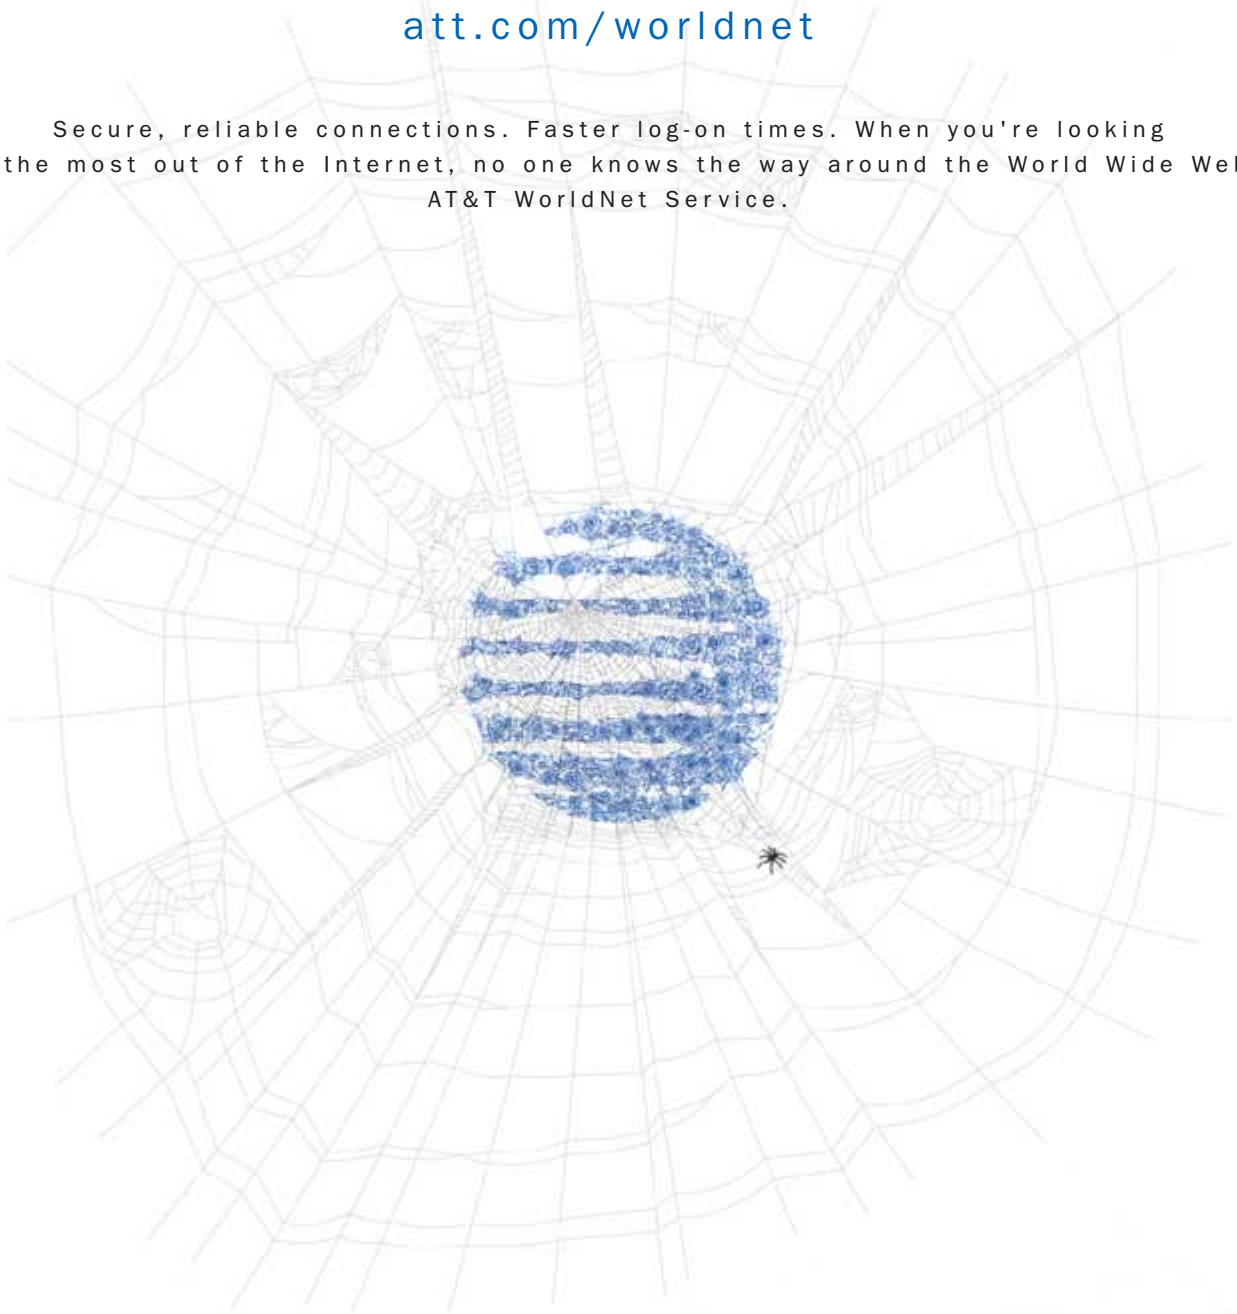 att.com/worldnet
Secure, reliable connections. Faster log-on times. When you're looking
the most out of the Internet, no one knows the way around the World Wide
AT&T WorldNet Service.